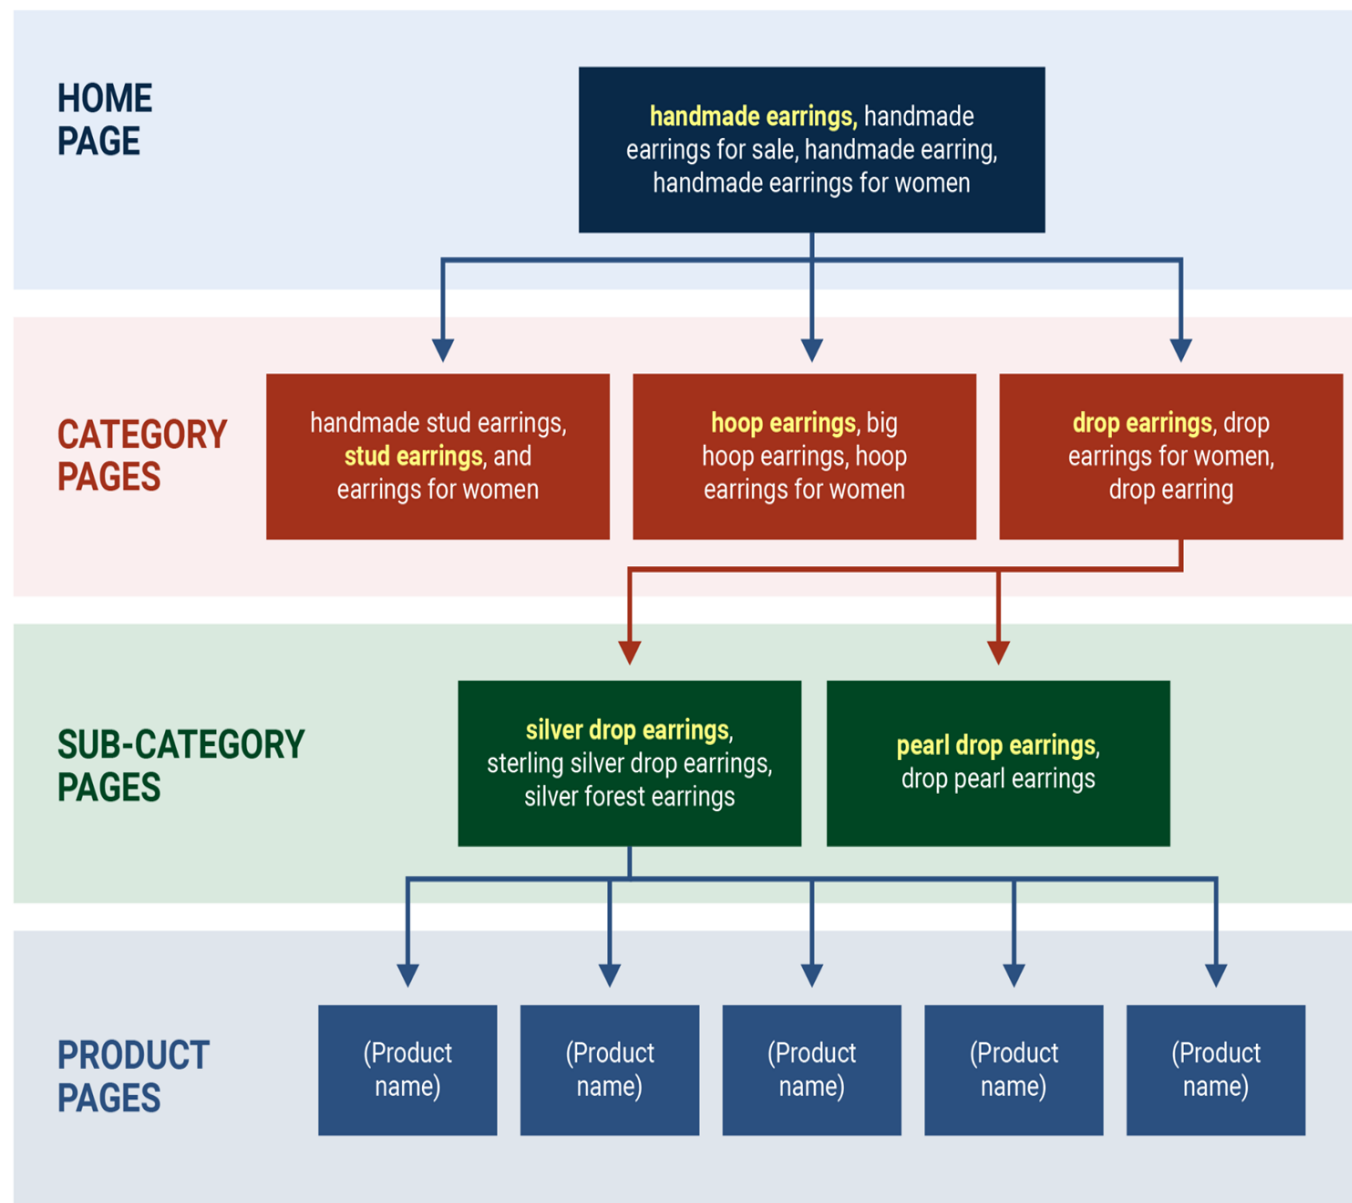 HOME
PAGE
handmade earrings, handmade
earrings for sale, handmade earring,
handmade earrings for women
CATEGORY
PAGES
handmade stud earrings,
stud earrings, and
earrings for women
hoop earrings, big
hoop earrings, hoop
earrings for women
drop earrings, drop
earrings for women,
drop earring
SUB-CATEGORY
PAGES
silver drop earrings,
sterling silver drop earrings,
silver forest earrings
pearl drop earrings,
drop pearl earrings
PRODUCT
PAGES
(Product
name)
(Product
name)
(Product
name)
(Product
name)
(Product
name)